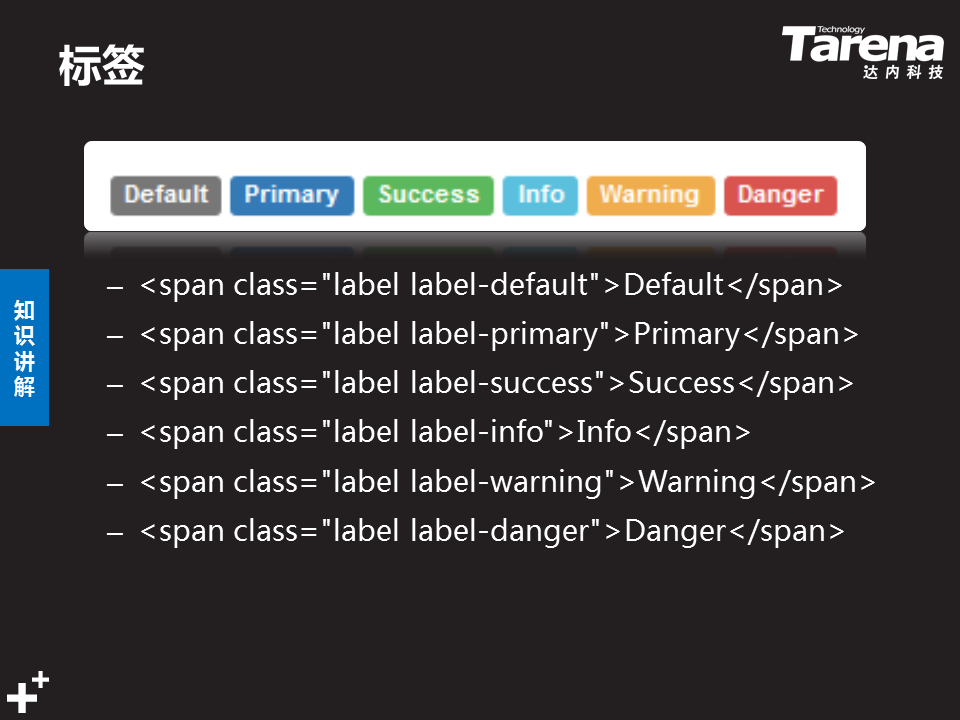 标签
Technology
Tarena
达内科技
Default Primary Success Info Warning Danger
知识讲解
– <span class="label label-default">Default</span>
– <span class="label label-primary">Primary</span>
– <span class="label label-success">Success</span>
– <span class="label label-info">Info</span>
– <span class="label label-warning">Warning</span>
– <span class="label label-danger">Danger</span>